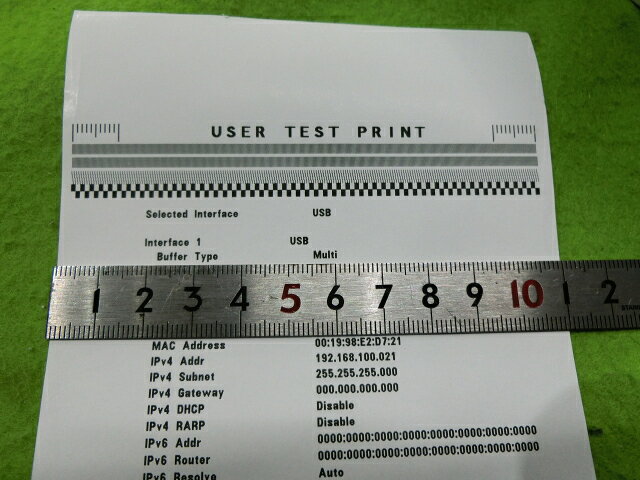 USER TEST PRINT
Selected Interface USB
Interface 1 USB
Buffer Type Multi
1 2 3 4 5 6 7 8 9 10 1 2
MAC Address 00:19:98:E2:D7:21
IPv4 Addr 192.168.100.021
IPv4 Subnet 255.255.255.000
IPv4 Gateway 000.000.000.000
IPv4 DHCP Disable
IPv4 RARP Disable
IPv6 Addr 0000:0000:0000:0000:0000:0000:0000:0000
IPv6 Router 0000:0000:0000:0000:0000:0000:0000:0000
IPv6 Resolve Auto